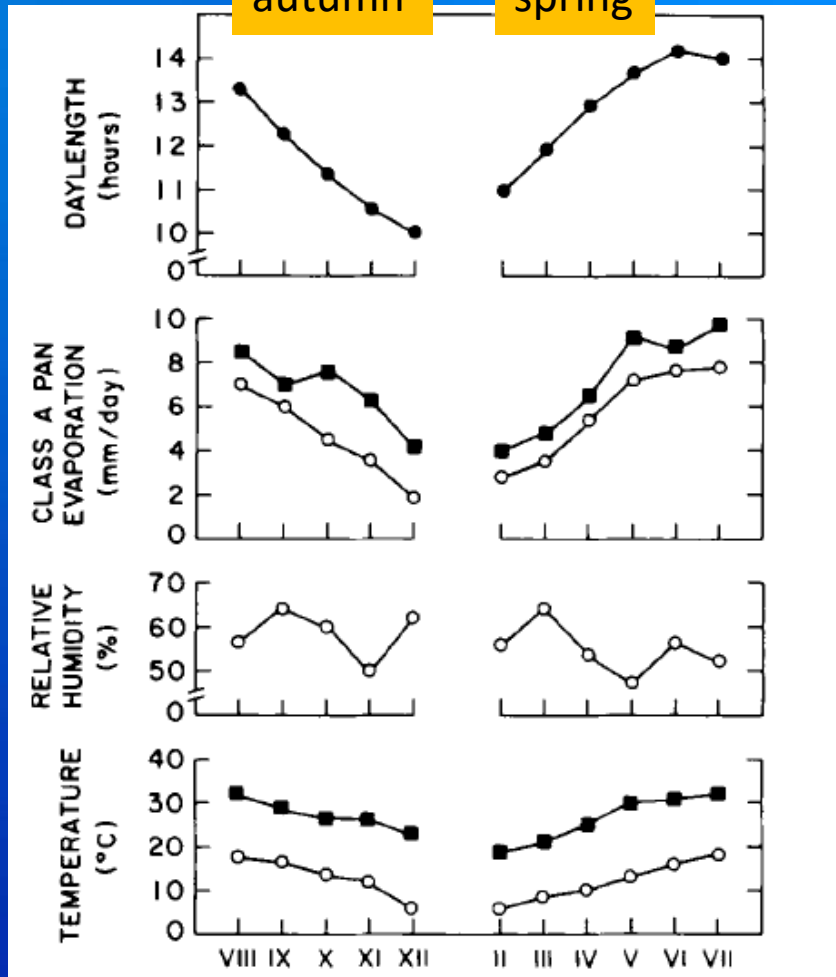 autumn
spring
DAYLENGTH
(hours)
14
13
12
11
10
0
CLASS A PAN
EVAPORATION
(mm/day)
10
8
6
4
2
0
RELATIVE
HUMIDITY
(%)
70
60
50
0
TEMPERATURE
(°C)
40
30
20
10
0
VIII IX X XI XII II III IV V VI VII